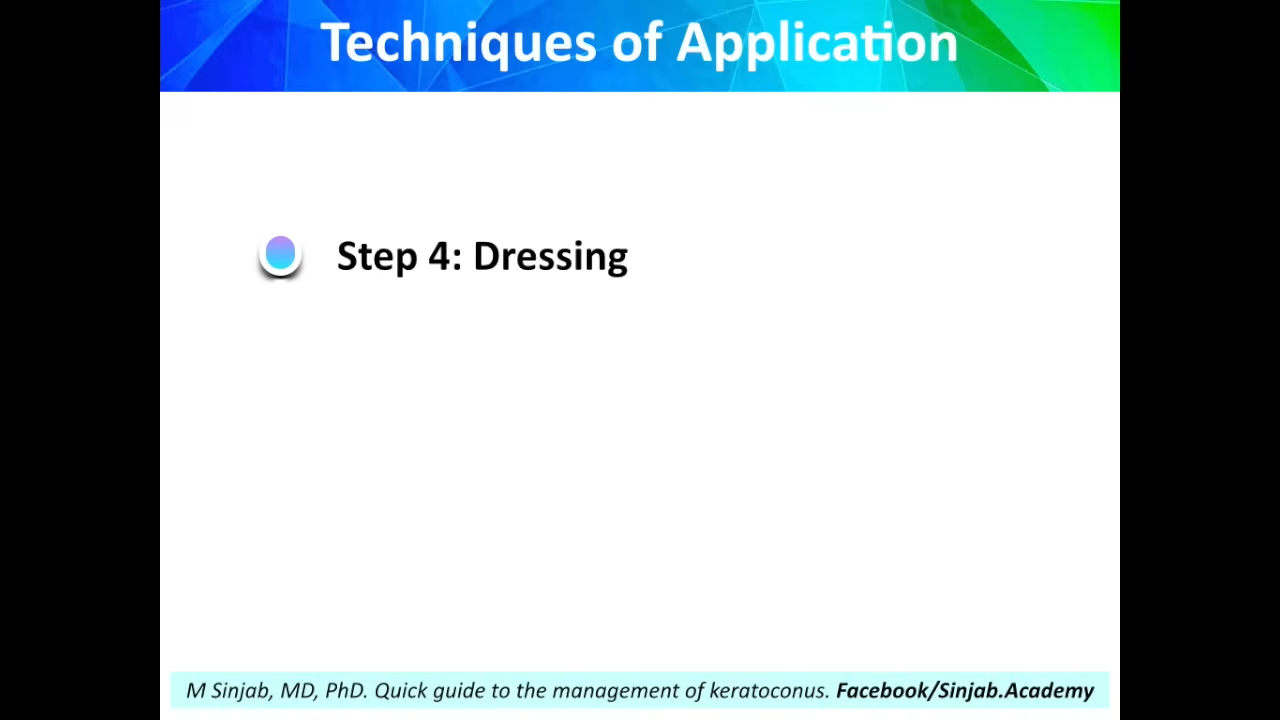 Techniques of Application
Step 4: Dressing
M Sinjab, MD, PhD. Quick guide to the management of keratoconus. Facebook/Sinjab.Academy